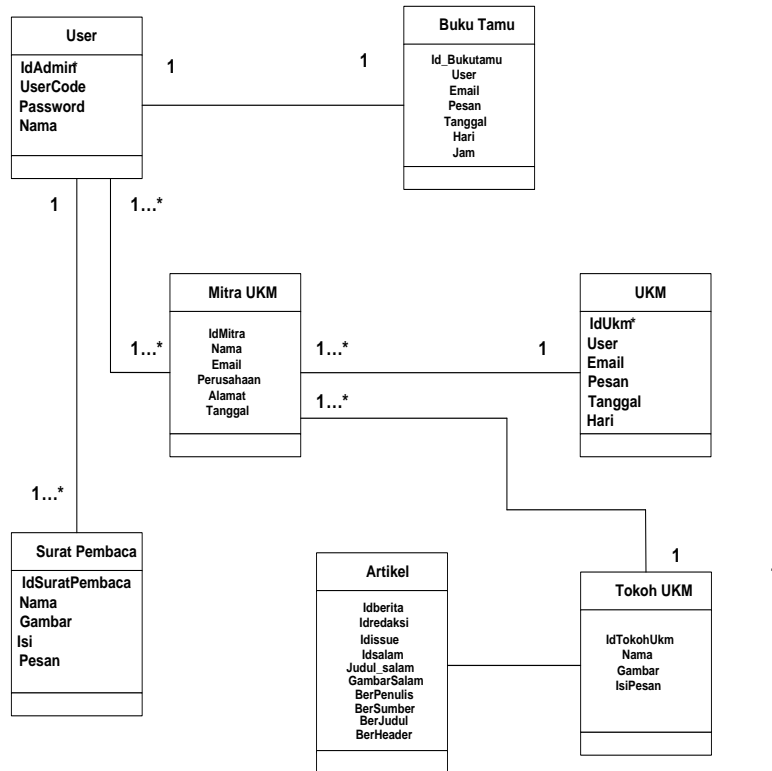 User
IdAdmin*
UserCode
Password
Nama
1
1
Buku Tamu
Id_Bukutamu
User
Email
Pesan
Tanggal
Hari
Jam
1
1...*
Mitra UKM
IdMitra
Nama
Email
Perusahaan
Alamat
Tanggal
1...*
1...*
1
1...*
UKM
IdUkm*
User
Email
Pesan
Tanggal
Hari
1...*
Surat Pembaca
IdSuratPembaca
Nama
Gambar
Isi
Pesan
Artikel
Idberita
Idredaksi
Idissue
Idsalam
Judul_salam
GambarSalam
BerPenulis
BerSumber
BerJudul
BerHeader
1
Tokoh UKM
IdTokohUkm
Nama
Gambar
IsiPesan